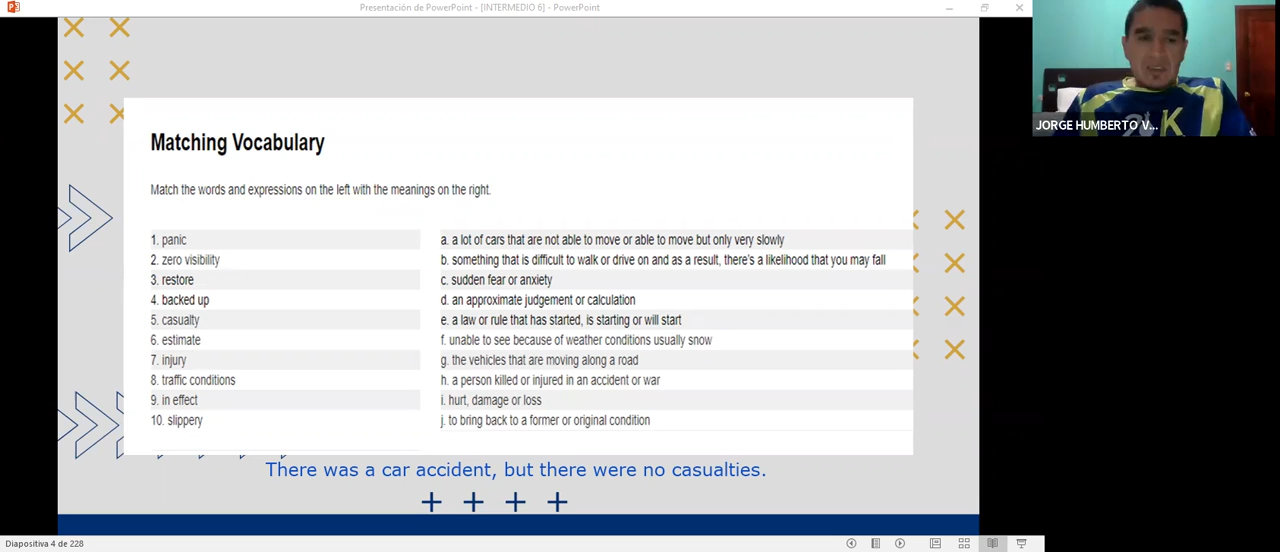 Presentación de PowerPoint - [INTERMEDIO 6] - PowerPoint
JORGE HUMBERTO V...
Matching Vocabulary
Match the words and expressions on the left with the meanings on the right.
1. panic
2. zero visibility
3. restore
4. backed up
5. casualty
6. estimate
7. injury
8. traffic conditions
9. in effect
10. slippery
a. a lot of cars that are not able to move or able to move but only very slowly
b. something that is difficult to walk or drive on and as a result, there's a likelihood that you may fall
c. sudden fear or anxiety
d. an approximate judgement or calculation
e. a law or rule that has started, is starting or will start
f. unable to see because of weather conditions usually snow
g. the vehicles that are moving along a road
h. a person killed or injured in an accident or war
i. hurt, damage or loss
j. to bring back to a former or original condition
There was a car accident, but there were no casualties.
Diapositiva 4 de 228